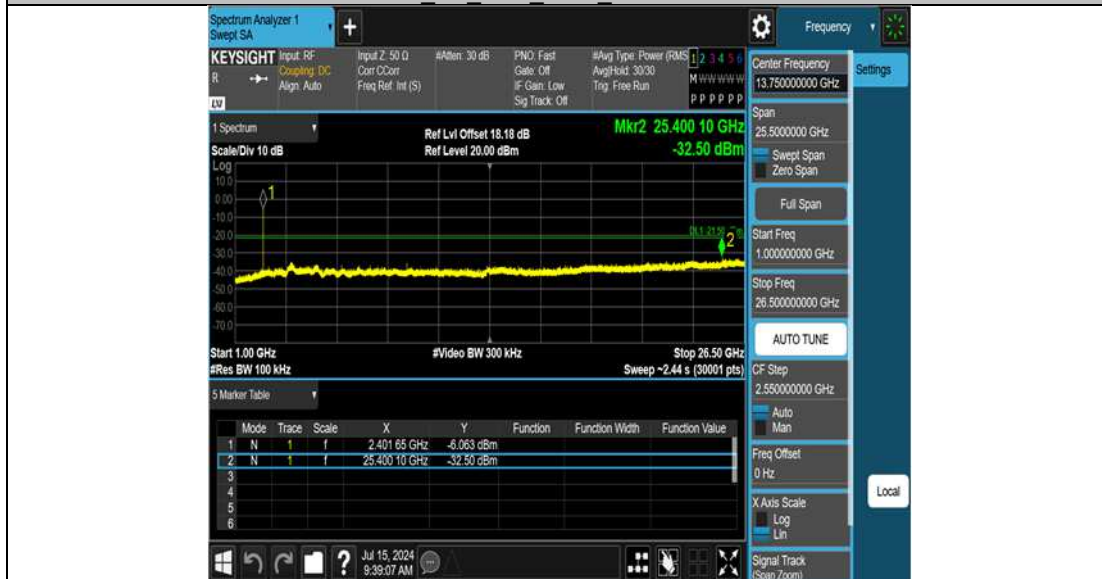 Spectrum Analyzer 1
Swept SA
+
Frequency
KEYSIGHT
R
LXI
Input: RF
Coupling: DC
Align: Auto
Input Z: 50 Ω
Corr CCorr
Freq Ref: Int (S)
#Atten: 30 dB
PNO: Fast
Gate: Off
IF Gain: Low
Sig Track: Off
#Avg Type: Power (RMS
Avg|Hold: 30/30
Trig: Free Run
1 2 3 4 5 6
M W W W W W
P P P P P P
1 Spectrum
Scale/Div 10 dB
Ref Lvl Offset 18.18 dB
Ref Level 20.00 dBm
Mkr2 25.400 10 GHz
-32.50 dBm
Log
10.0
0.00
-10.0
-20.0
-30.0
-40.0
-50.0
-60.0
-70.0
1
2
Start 1.00 GHz
#Res BW 100 kHz
#Video BW 300 kHz
Stop 26.50 GHz
Sweep ~2.44 s (30001 pts)
5 Marker Table
Mode Trace Scale X Y Function Function Width Function Value
1 N 1 f 2.401 65 GHz -6.063 dBm
2 N 1 f 25.400 10 GHz -32.50 dBm
3
4
5
6
?
Jul 15, 2024
9:39:07 AM
Center Frequency
13.750000000 GHz
Settings
Span
25.5000000 GHz
Swept Span
Zero Span
Full Span
Start Freq
1.000000000 GHz
Stop Freq
26.500000000 GHz
AUTO TUNE
CF Step
2.550000000 GHz
Auto
Man
Freq Offset
0 Hz
X Axis Scale
Log
Lin
Local
Signal Track
(Span Zoom)